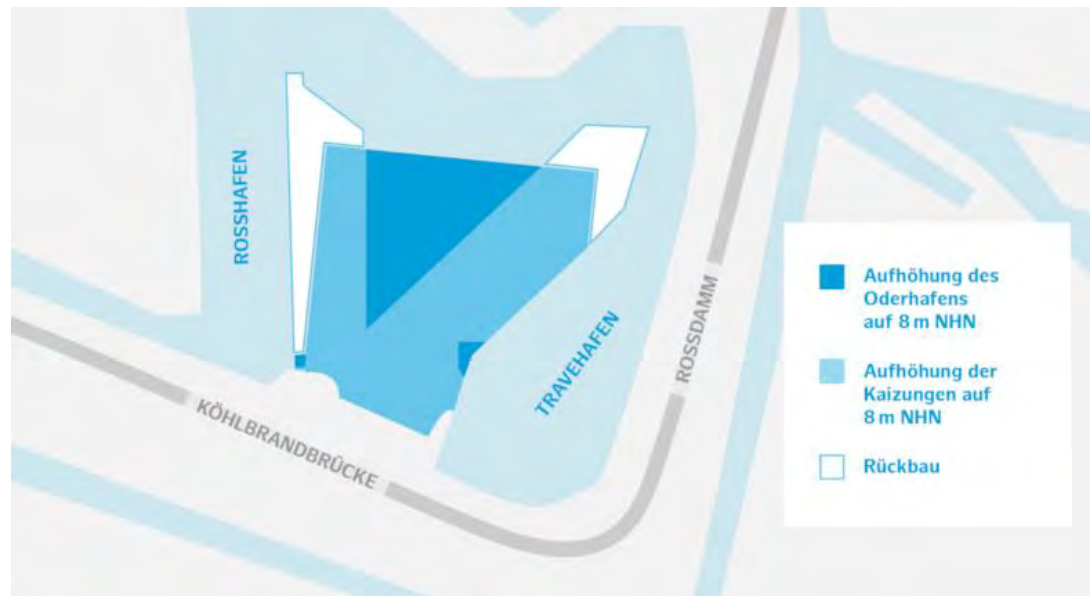 ROSSHAFEN
TRAVEHAFEN
ROSSDAMM
KÖHLBRANDBRÜCKE
Aufhöhung des
Oderhafens
auf 8 m NHN
Aufhöhung der
Kaizungen auf
8 m NHN
Rückbau